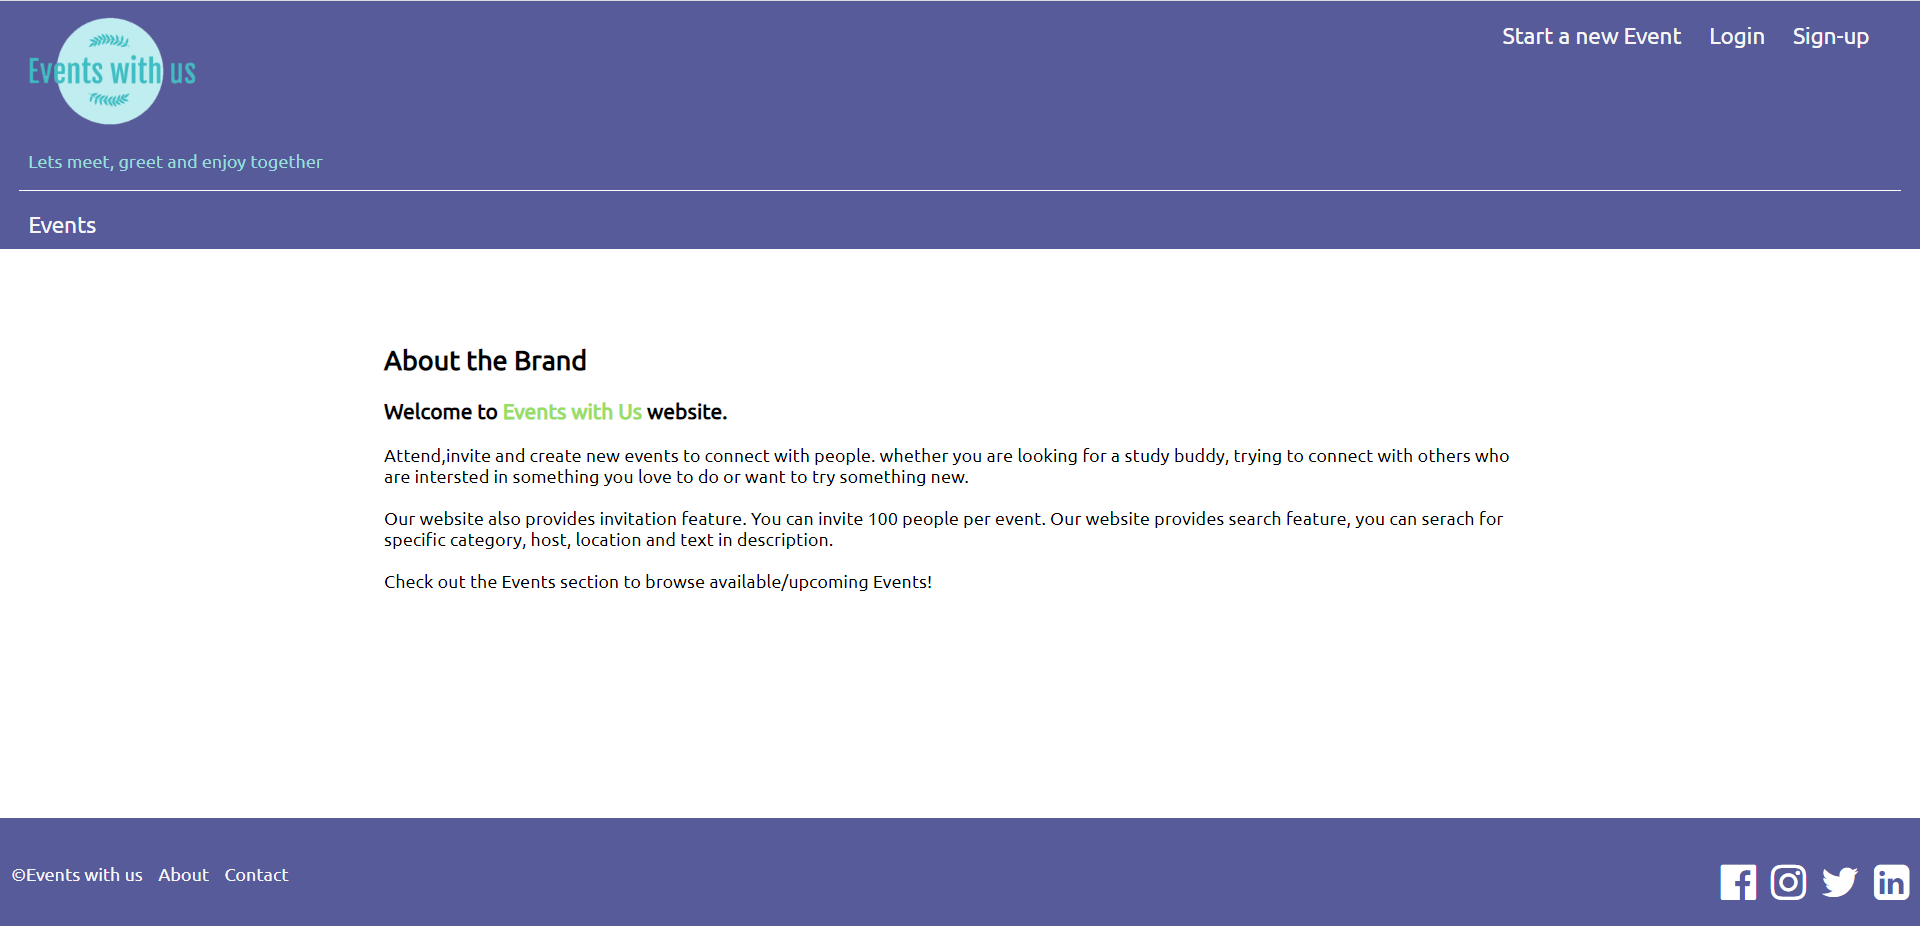 Events with us
Start a new Event Login Sign-up
Lets meet, greet and enjoy together
Events
About the Brand
Welcome to Events with Us website.
Attend,invite and create new events to connect with people. whether you are looking for a study buddy, trying to connect with others who
are intersted in something you love to do or want to try something new.
Our website also provides invitation feature. You can invite 100 people per event. Our website provides search feature, you can serach for
specific category, host, location and text in description.
Check out the Events section to browse available/upcoming Events!
©Events with us About Contact